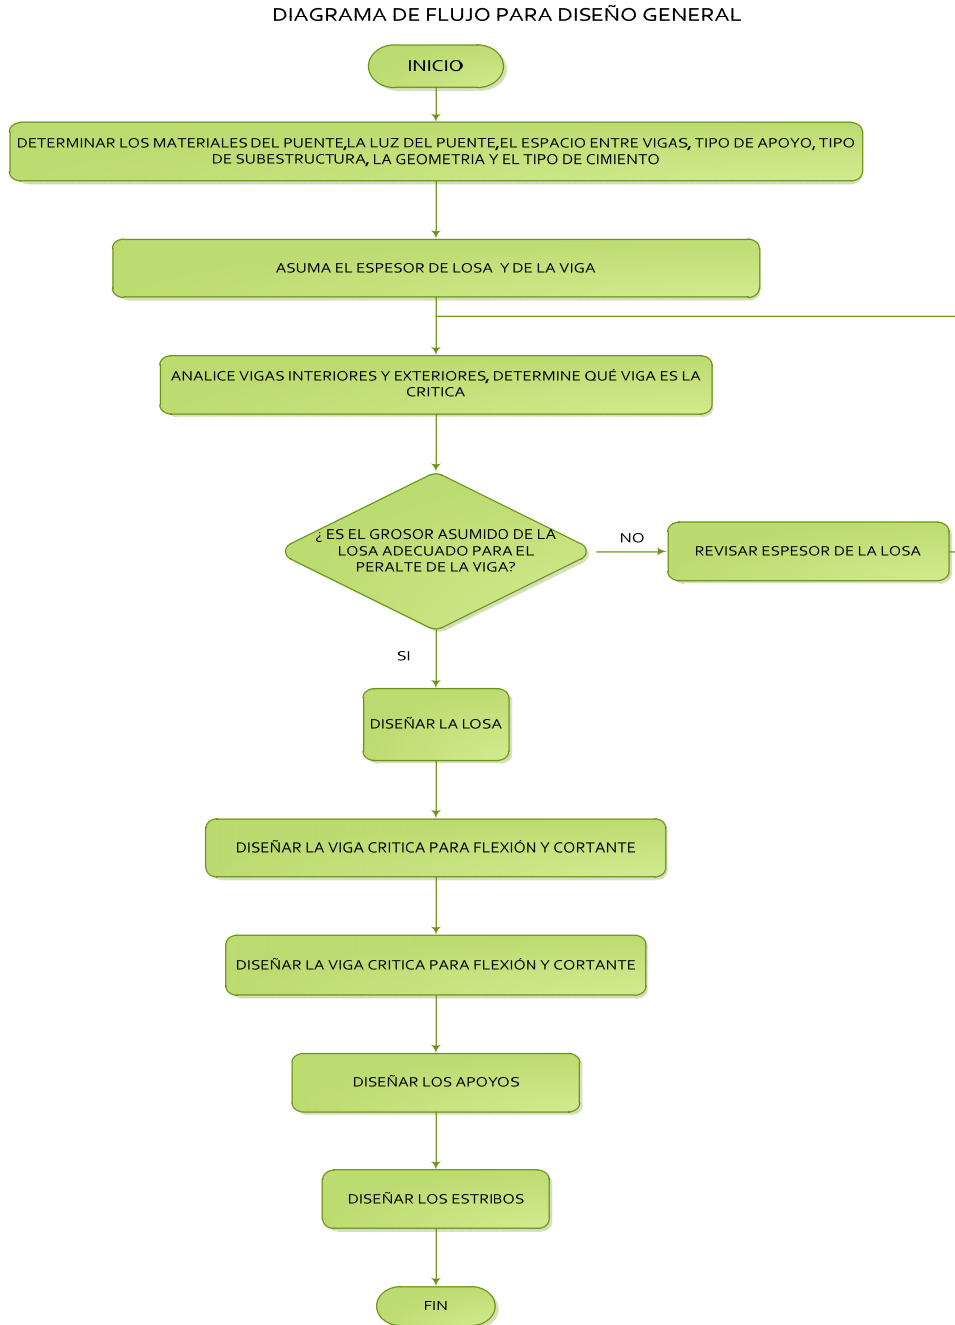 DIAGRAMA DE FLUJO PARA DISEÑO GENERAL
INICIO
DETERMINAR LOS MATERIALES DEL PUENTE,LA LUZ DEL PUENTE,EL ESPACIO ENTRE VIGAS, TIPO DE APOYO, TIPO
DE SUBESTRUCTURA, LA GEOMETRIA Y EL TIPO DE CIMIENTO
ASUMA EL ESPESOR DE LOSA Y DE LA VIGA
ANALICE VIGAS INTERIORES Y EXTERIORES, DETERMINE QUÉ VIGA ES LA
CRITICA
¿ ES EL GROSOR ASUMIDO DE LA
LOSA ADECUADO PARA EL
PERALTE DE LA VIGA?
NO
REVISAR ESPESOR DE LA LOSA
SI
DISEÑAR LA LOSA
DISEÑAR LA VIGA CRITICA PARA FLEXIÓN Y CORTANTE
DISEÑAR LA VIGA CRITICA PARA FLEXIÓN Y CORTANTE
DISEÑAR LOS APOYOS
DISEÑAR LOS ESTRIBOS
FIN